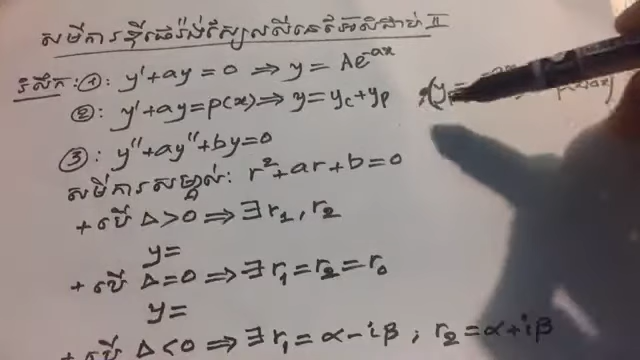 សមីការឌីផេរ៉ង់ស្យែលលីនេអ៊ែលំដាប់ II
រំលឹក: ①: y' + ay = 0 ⟹ y = Ae^-ax
②: y' + ay = p(x) ⟹ y = yc + yp
③: y'' + ay'' + by = 0
សមីការសម្គាល់: r² + ar + b = 0
+ បើ Δ > 0 ⟹ ∃ r₁, r₂
y =
+ បើ Δ = 0 ⟹ ∃ r₁ = r₂ = r₀
y =
+ បើ Δ < 0 ⟹ ∃ r₁ = α - iβ ; r₂ = α + iβ